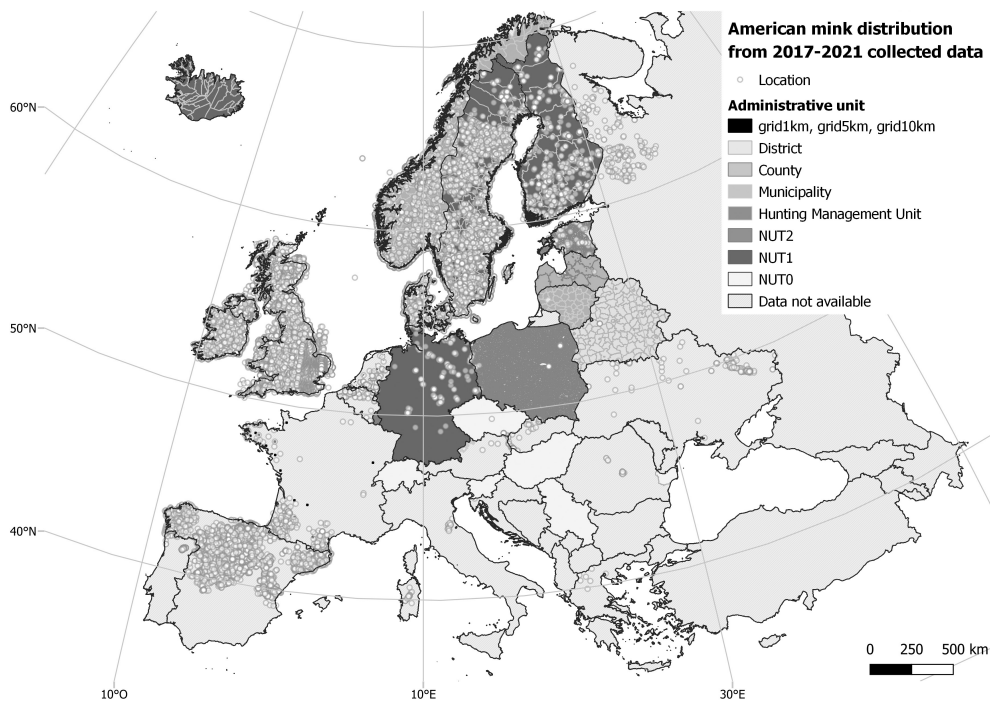 American mink distribution
from 2017-2021 collected data
Location
Administrative unit
grid1km, grid5km, grid10km
District
County
Municipality
Hunting Management Unit
NUT2
NUT1
NUT0
Data not available
60°N
50°N
40°N
0 250 500 km
10°O 10°E 30°E